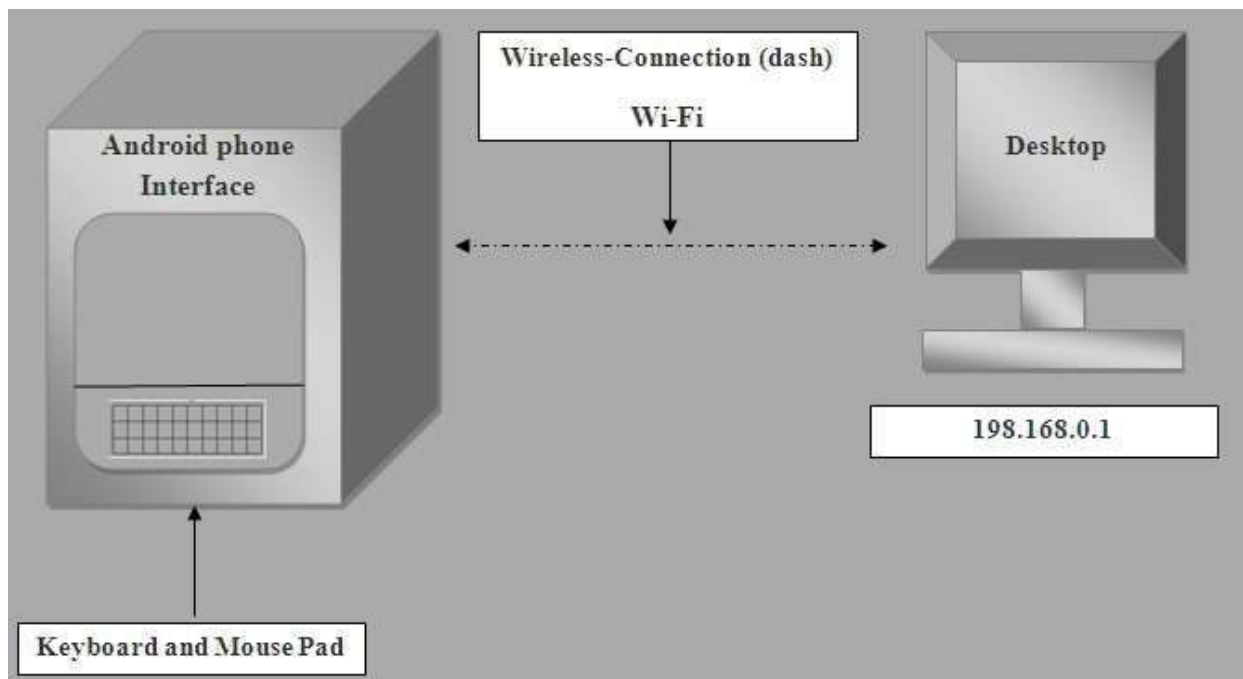 Wireless-Connection (dash)
Wi-Fi
Android phone
Interface
Desktop
198.168.0.1
Keyboard and Mouse Pad